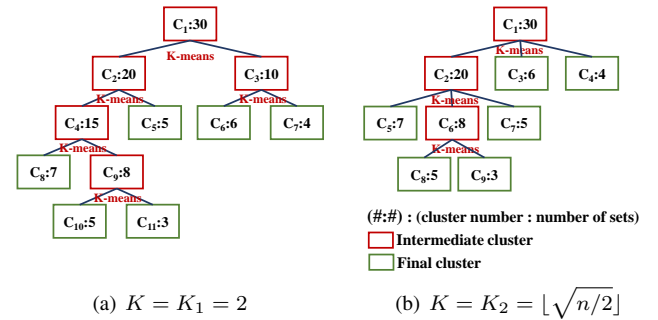 C₁:30
K-means
C₂:20
C₃:10
K-means
K-means
C₄:15
C₅:5
C₆:6
C₇:4
K-means
C₈:7
C₉:8
K-means
C₁₀:5
C₁₁:3
(a) K = K₁ = 2
C₁:30
K-means
C₂:20
C₃:6
C₄:4
K-means
C₅:7
C₆:8
C₇:5
K-means
C₈:5
C₉:3
(#:#) : (cluster number : number of sets)
Intermediate cluster
Final cluster
(b) K = K₂ = ⌊√n/2⌋